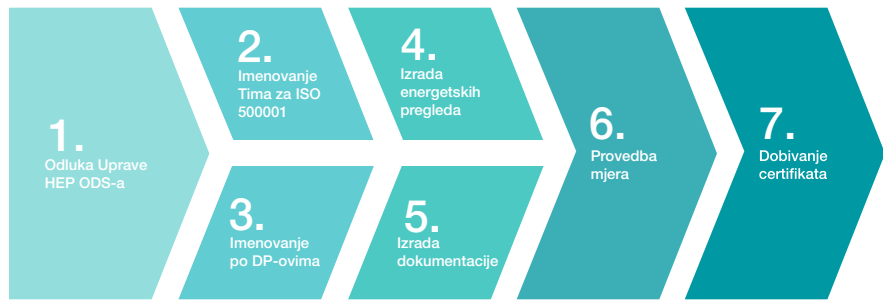 1.
Odluka Uprave
HEP ODS-a
2.
Imenovanje
Tima za ISO
500001
3.
Imenovanje
po DP-ovima
4.
Izrada
energetskih
pregleda
5.
Izrada
dokumentacije
6.
Provedba
mjera
7.
Dobivanje
certifikata